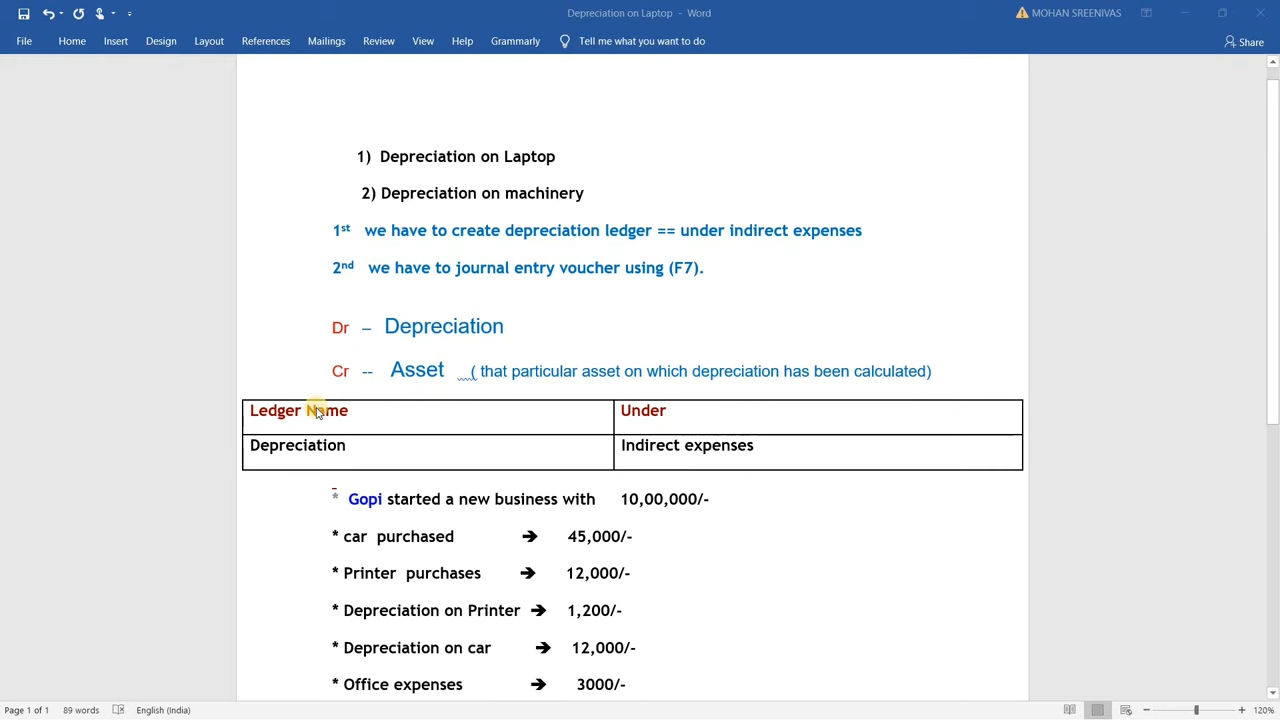 Depreciation on Laptop - Word
MOHAN SREENIVAS
File Home Insert Design Layout References Mailings Review View Help Grammarly Tell me what you want to do Share
1) Depreciation on Laptop
2) Depreciation on machinery
1st we have to create depreciation ledger == under indirect expenses
2nd we have to journal entry voucher using (F7).
Dr – Depreciation
Cr -- Asset ( that particular asset on which depreciation has been calculated)
Ledger Name Under
Depreciation Indirect expenses
* Gopi started a new business with 10,00,000/-
* car purchased ➔ 45,000/-
* Printer purchases ➔ 12,000/-
* Depreciation on Printer ➔ 1,200/-
* Depreciation on car ➔ 12,000/-
* Office expenses ➔ 3000/-
Page 1 of 1 89 words English (India) 120%